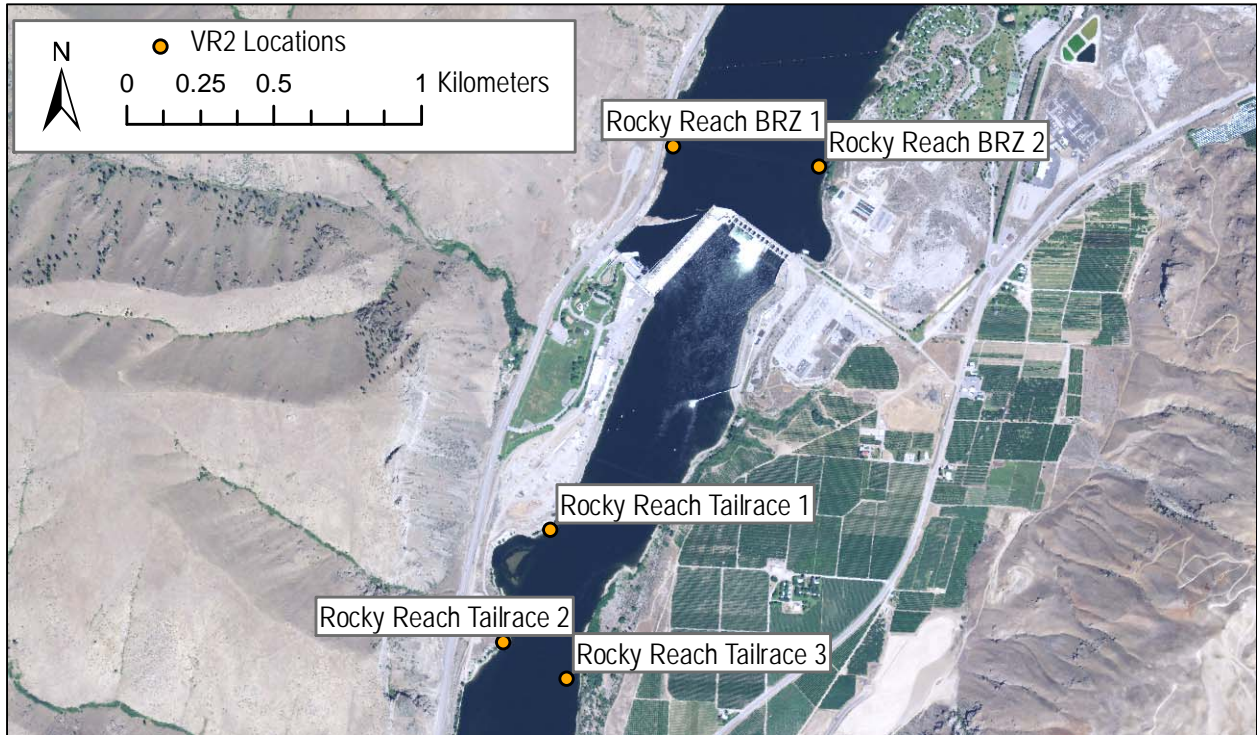 VR2 Locations
N
0 0.25 0.5 1 Kilometers
Rocky Reach BRZ 1
Rocky Reach BRZ 2
Rocky Reach Tailrace 1
Rocky Reach Tailrace 2
Rocky Reach Tailrace 3